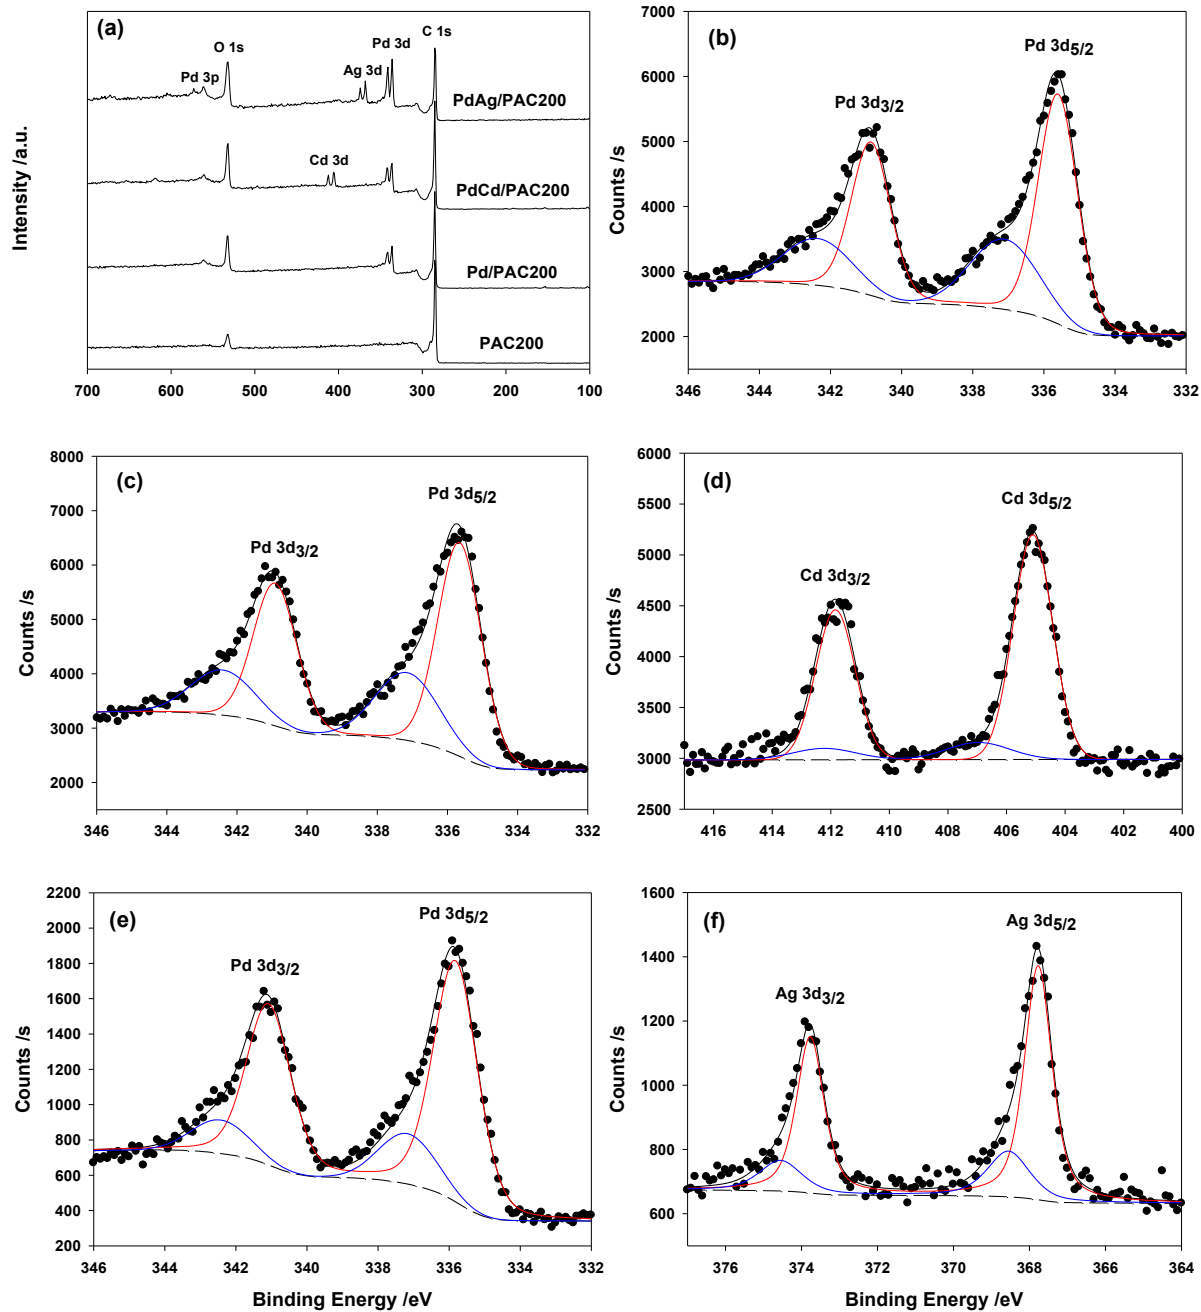 (a)
C 1s
O 1s
Pd 3d
Pd 3p
Ag 3d
PdAg/PAC200
Cd 3d
PdCd/PAC200
Pd/PAC200
PAC200
Intensity /a.u.
700 600 500 400 300 200 100
(b)
Pd 3d5/2
Pd 3d3/2
Counts /s
7000
6000
5000
4000
3000
2000
346 344 342 340 338 336 334 332
(c)
Pd 3d5/2
Pd 3d3/2
Counts /s
8000
7000
6000
5000
4000
3000
2000
346 344 342 340 338 336 334 332
(d)
Cd 3d5/2
Cd 3d3/2
Counts /s
6000
5500
5000
4500
4000
3500
3000
2500
416 414 412 410 408 406 404 402 400
(e)
Pd 3d5/2
Pd 3d3/2
Counts /s
2200
2000
1800
1600
1400
1200
1000
800
600
400
200
346 344 342 340 338 336 334 332
Binding Energy /eV
(f)
Ag 3d5/2
Ag 3d3/2
Counts /s
1600
1400
1200
1000
800
600
376 374 372 370 368 366 364
Binding Energy /eV